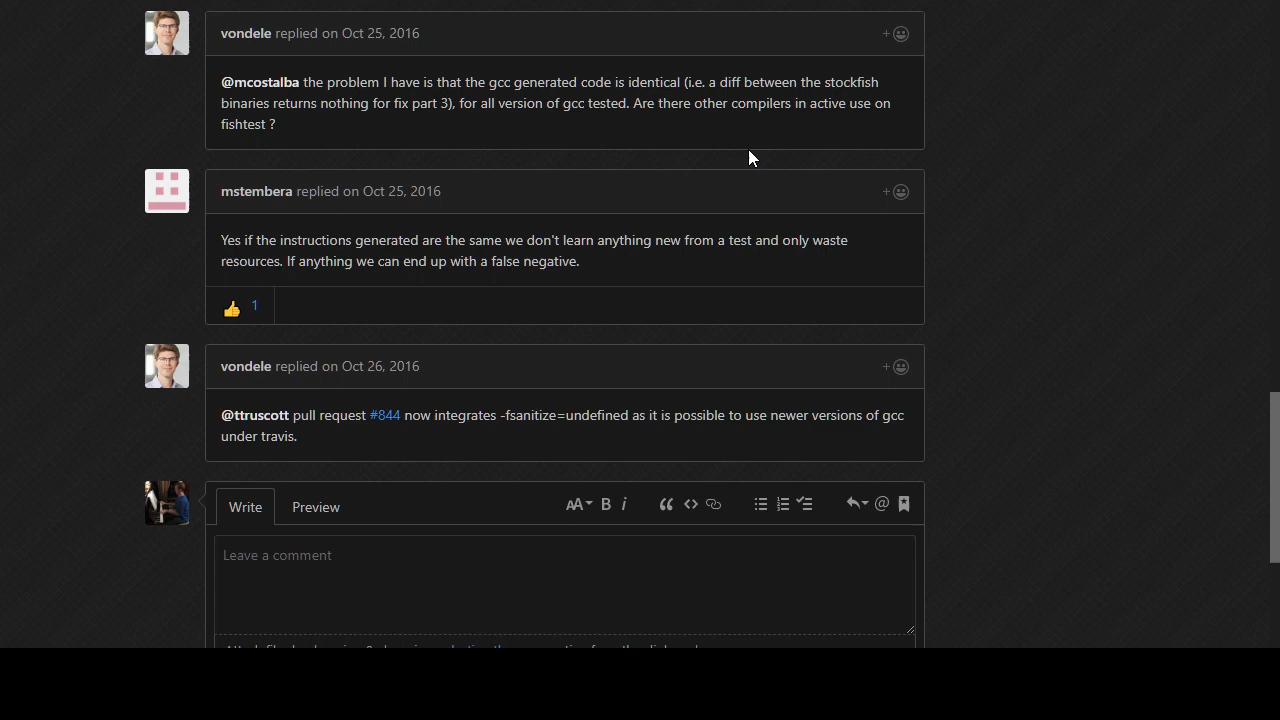 vondele replied on Oct 25, 2016
@mcostalba the problem I have is that the gcc generated code is identical (i.e. a diff between the stockfish
binaries returns nothing for fix part 3), for all version of gcc tested. Are there other compilers in active use on
fishtest ?
mstembera replied on Oct 25, 2016
Yes if the instructions generated are the same we don't learn anything new from a test and only waste
resources. If anything we can end up with a false negative.
👍 1
vondele replied on Oct 26, 2016
@ttruscott pull request #844 now integrates -fsanitize=undefined as it is possible to use newer versions of gcc
under travis.
Write Preview AA B i
Leave a comment